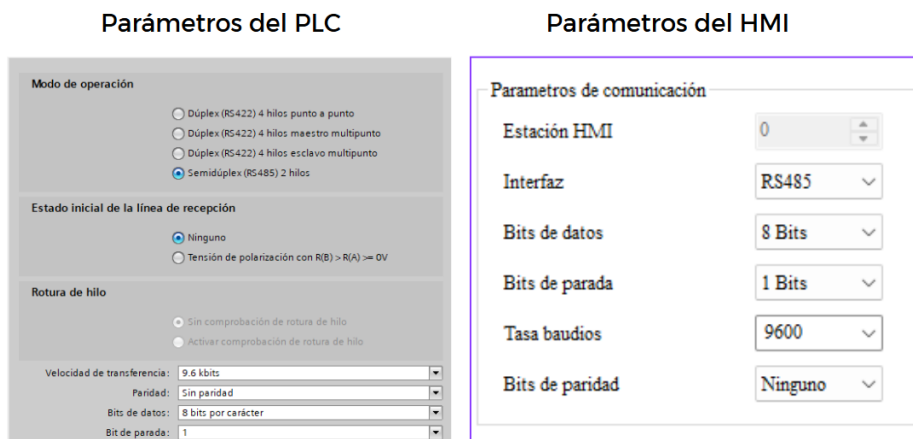 Parámetros del PLC
Modo de operación
Dúplex (RS422) 4 hilos punto a punto
Dúplex (RS422) 4 hilos maestro multipunto
Dúplex (RS422) 4 hilos esclavo multipunto
Semidúplex (RS485) 2 hilos
Estado inicial de la línea de recepción
Ninguno
Tensión de polarización con R(B) > R(A) >= 0V
Rotura de hilo
Sin comprobación de rotura de hilo
Activar comprobación de rotura de hilo
Velocidad de transferencia: 9.6 kbits
Paridad: Sin paridad
Bits de datos: 8 bits por carácter
Bit de parada: 1
Parámetros del HMI
Parametros de comunicación
Estación HMI 0
Interfaz RS485
Bits de datos 8 Bits
Bits de parada 1 Bits
Tasa baudios 9600
Bits de paridad Ninguno